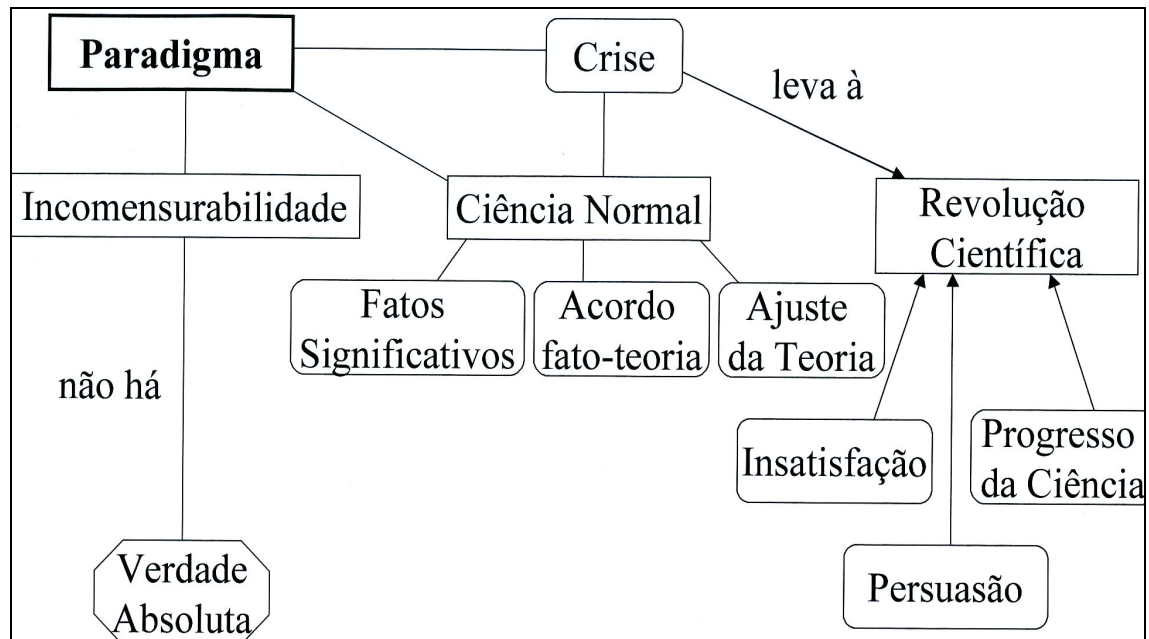 Paradigma
Crise
leva à
Incomensurabilidade
Ciência Normal
Revolução
Científica
Fatos
Significativos
Acordo
fato-teoria
Ajuste
da Teoria
não há
Insatisfação
Progresso
da Ciência
Verdade
Absoluta
Persuasão